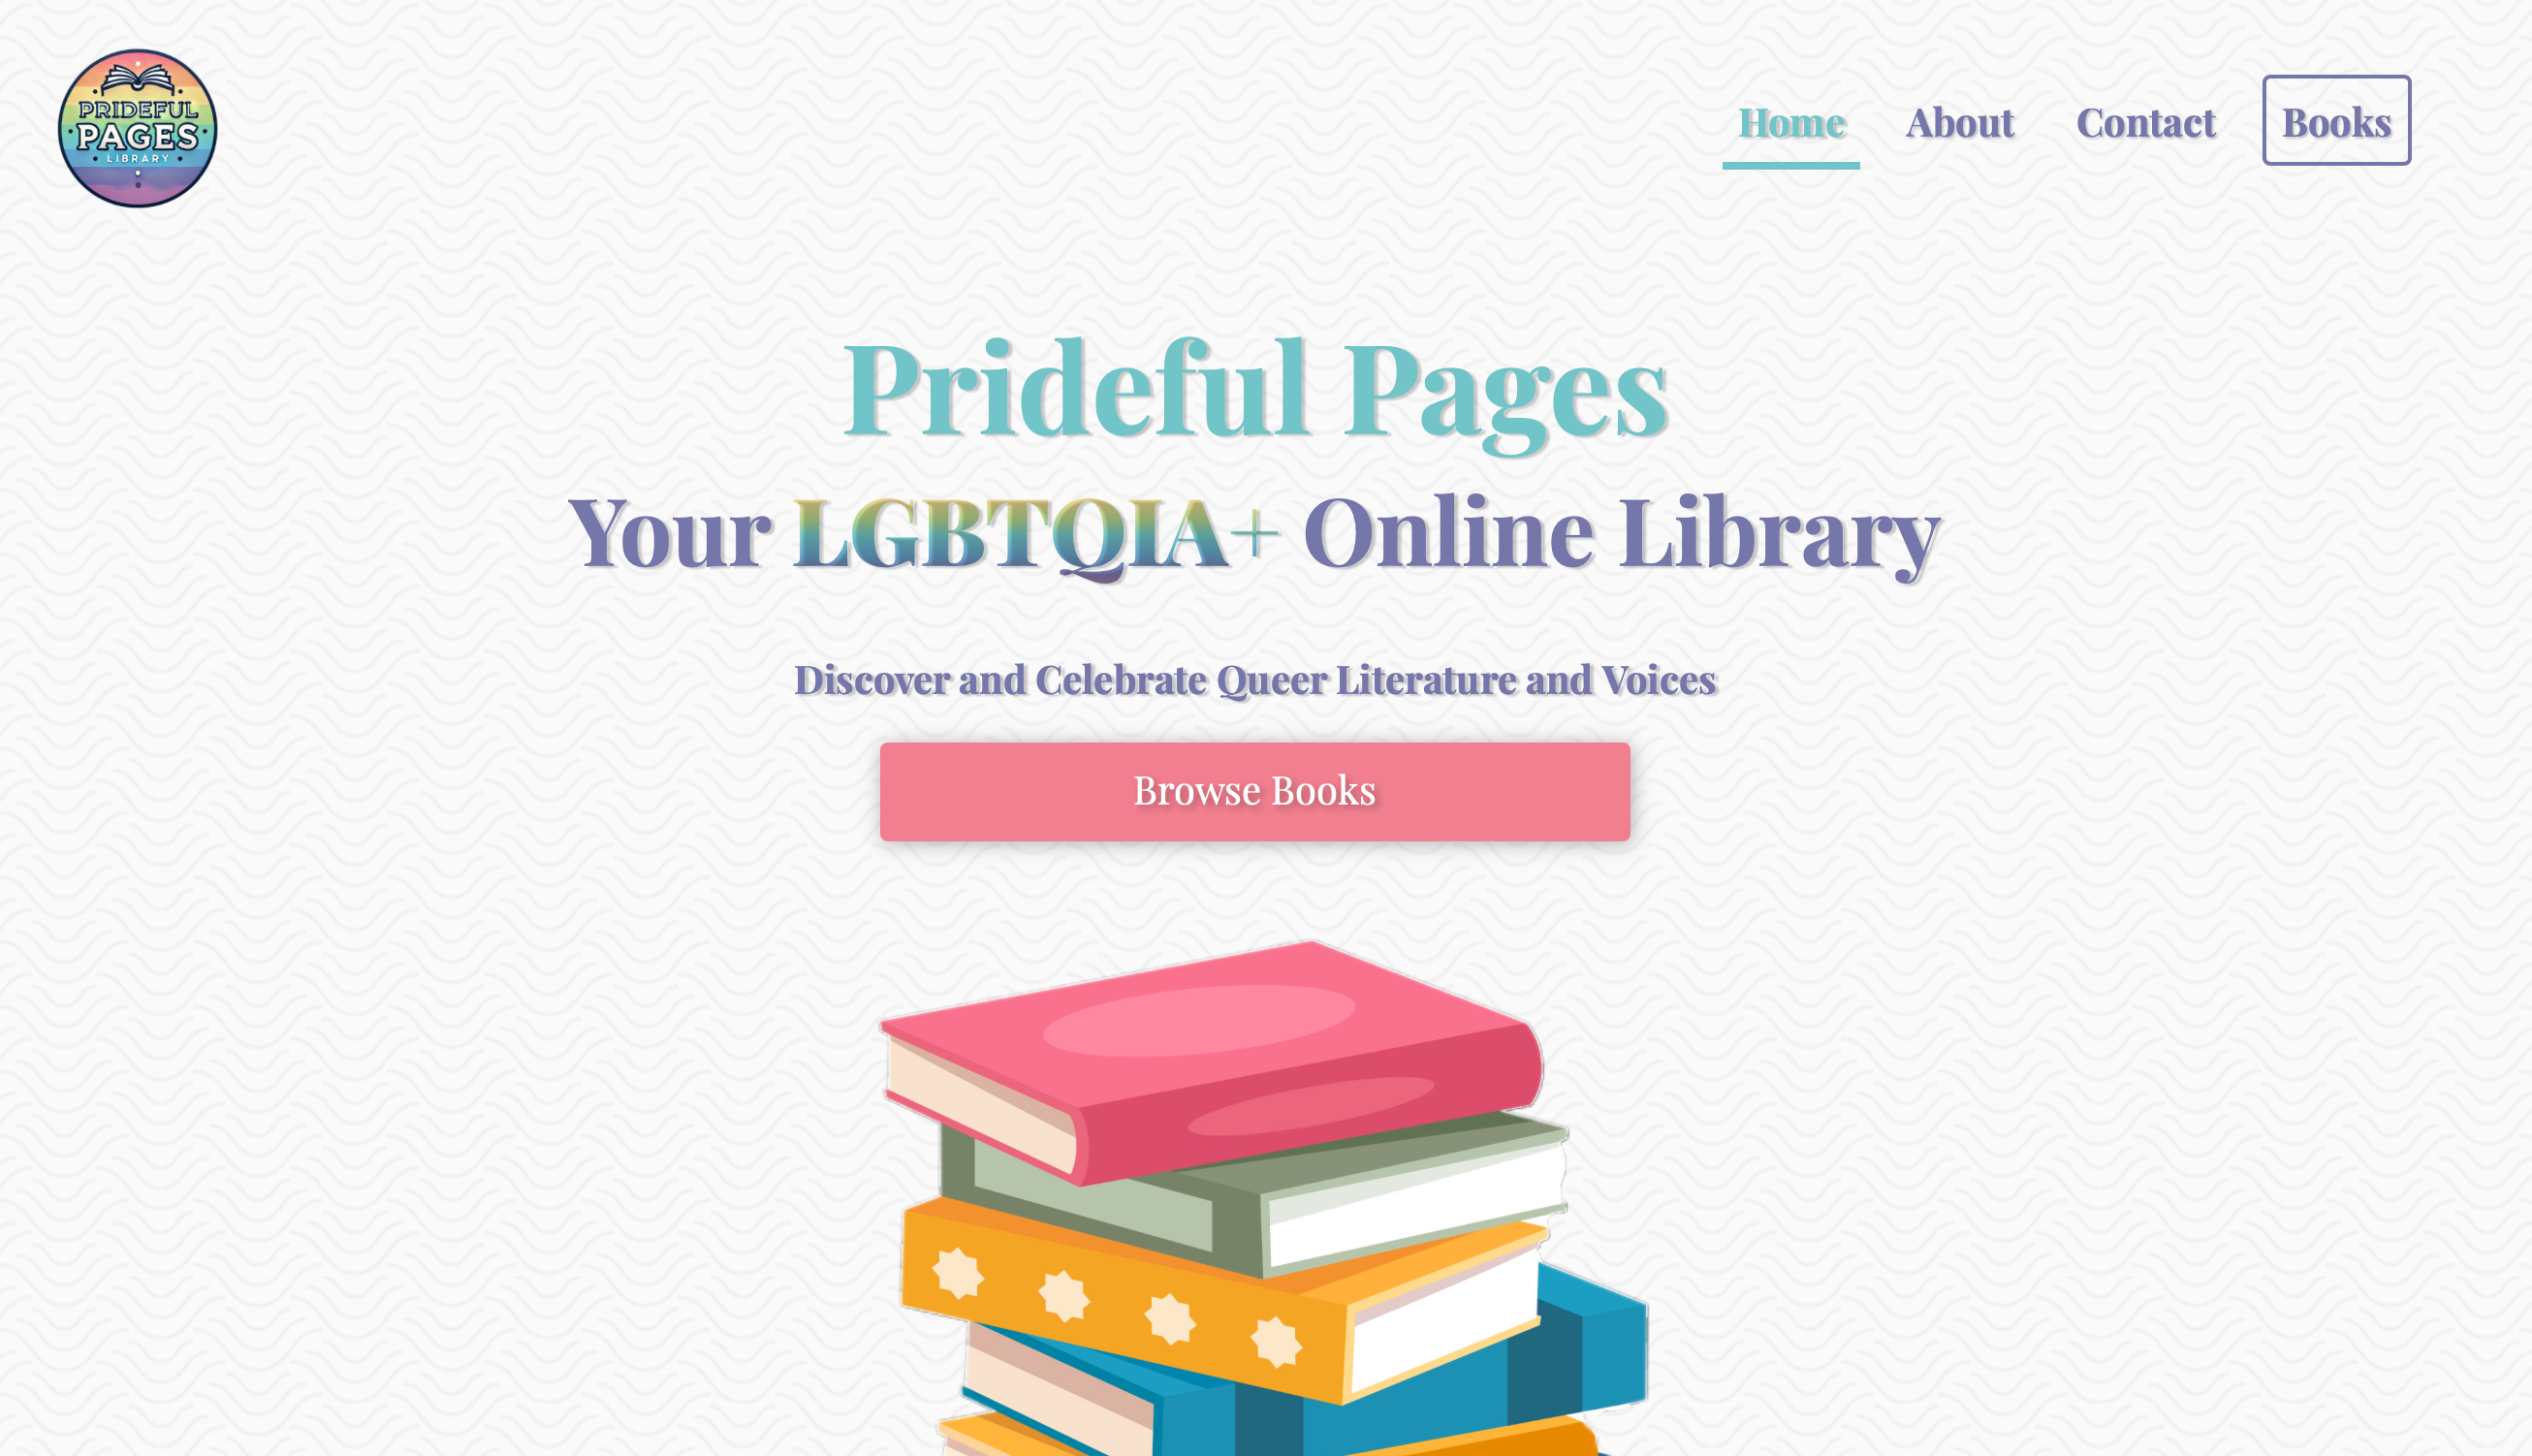 PRIDEFUL
PAGES
LIBRARY
Home About Contact Books
Prideful Pages
Your LGBTQIA+ Online Library
Discover and Celebrate Queer Literature and Voices
Browse Books